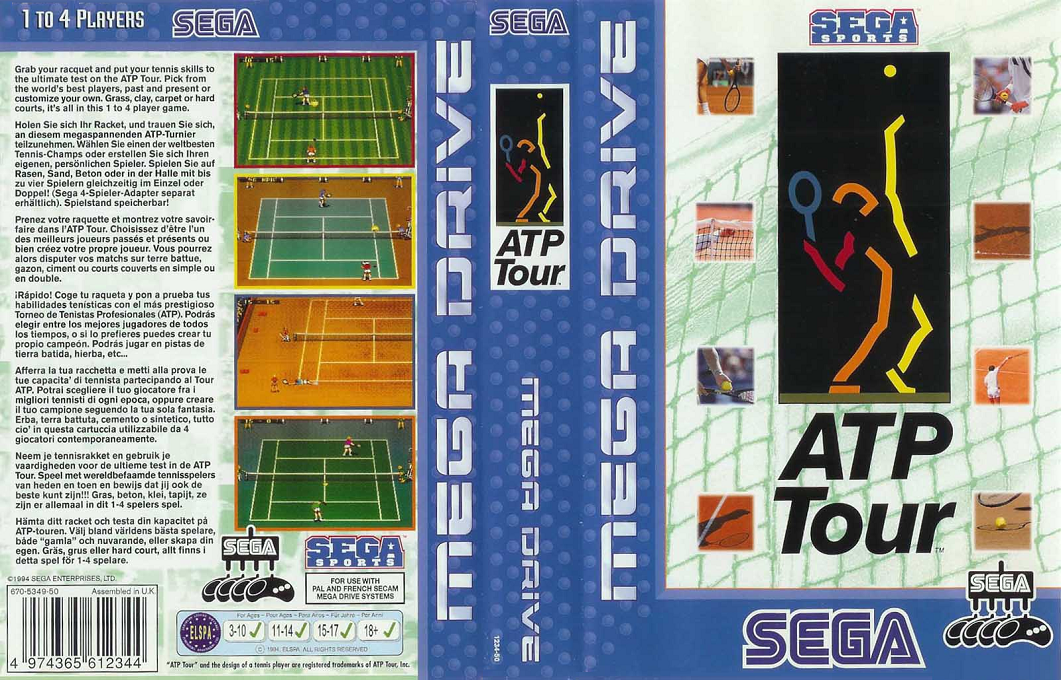 1 TO 4 PLAYERS
SEGA
Grab your racquet and put your tennis skills to
the ultimate test on the ATP Tour. Pick from
the world's best players, past and present or
customize your own. Grass, clay, carpet or hard
courts, it's all in this 1 to 4 player game.
Holen Sie sich Ihr Racket, und trauen Sie sich,
an diesem megaspannenden ATP-Turnier
teilzunehmen. Wählen Sie einen der weltbesten
Tennis-Champs oder erstellen Sie sich Ihren
eigenen, persönlichen Spieler. Spielen Sie auf
Rasen, Sand, Beton oder in der Halle mit bis
zu vier Spielern gleichzeitig im Einzel oder
Doppel! (Sega 4-Spieler-Adapter separat
erhältlich). Spielstand speicherbar!
Prenez votre raquette et montrez votre savoir-
faire dans l'ATP Tour. Choisissez d'être l'un
des meilleurs joueurs passés et présents ou
bien créez votre propre joueur. Vous pourrez
alors disputer vos matchs sur terre battue,
gazon, ciment ou courts couverts en simple ou
en double.
¡Rápido! Coge tu raqueta y pon a prueba tus
habilidades tenísticas con el más prestigioso
Torneo de Tenistas Profesionales (ATP). Podrás
elegir entre los mejores jugadores de todos
los tiempos, o si lo prefieres puedes crear tu
propio campeón. Podrás jugar en pistas de
tierra batida, hierba, etc...
Afferra la tua racchetta e metti alla prova le
tue capacita' di tennista partecipando al Tour
ATP. Potrai scegliere il tuo giocatore fra i
migliori tennisti di ogni epoca, oppure creare
il tuo campione seguendo la tua sola fantasia.
Erba, terra battuta, cemento o sintetico, tutto
cio' in questa cartuccia utilizzabile da 4
giocatori contemporaneamente.
Neem je tennisrakket en gebruik je
vaardigheden voor de ultieme test in de ATP
Tour. Speel met wereldbefaamde tennisspelers
van heden en toen en bewijs dat jij ook de
beste kunt zijn!!! Gras, beton, klei, tapijt, ze
zijn er allemaal in dit 1-4 spelers spel.
Hämta ditt racket och testa din kapacitet på
ATP-touren. Välj bland världens bästa spelare,
både "gamla" och nuvarande, eller skapa din
egen. Gräs, grus eller hard court, allt finns i
detta spel för 1-4 spelare.
©1994 SEGA ENTERPRISES, LTD.
670-5349-50 Assembled in U.K.
4 974365 612344
SEGA
SEGA
SPORTS
FOR USE WITH
PAL AND FRENCH SECAM
MEGA DRIVE SYSTEMS
ELSPA
For Ages – Pour Ages – Para Años – Für Jahre – Per Anni
3-10 11-14 15-17 18+
© 1994, ELSPA. ALL RIGHTS RESERVED
"ATP Tour" and the design of a tennis player are registered trademarks of ATP Tour, Inc.
MEGA DRIVE
SEGA
ATP
Tour™
MEGA DRIVE
1234-50
MEGA DRIVE
SEGA
SPORTS
ATP
Tour™
SEGA
SEGA